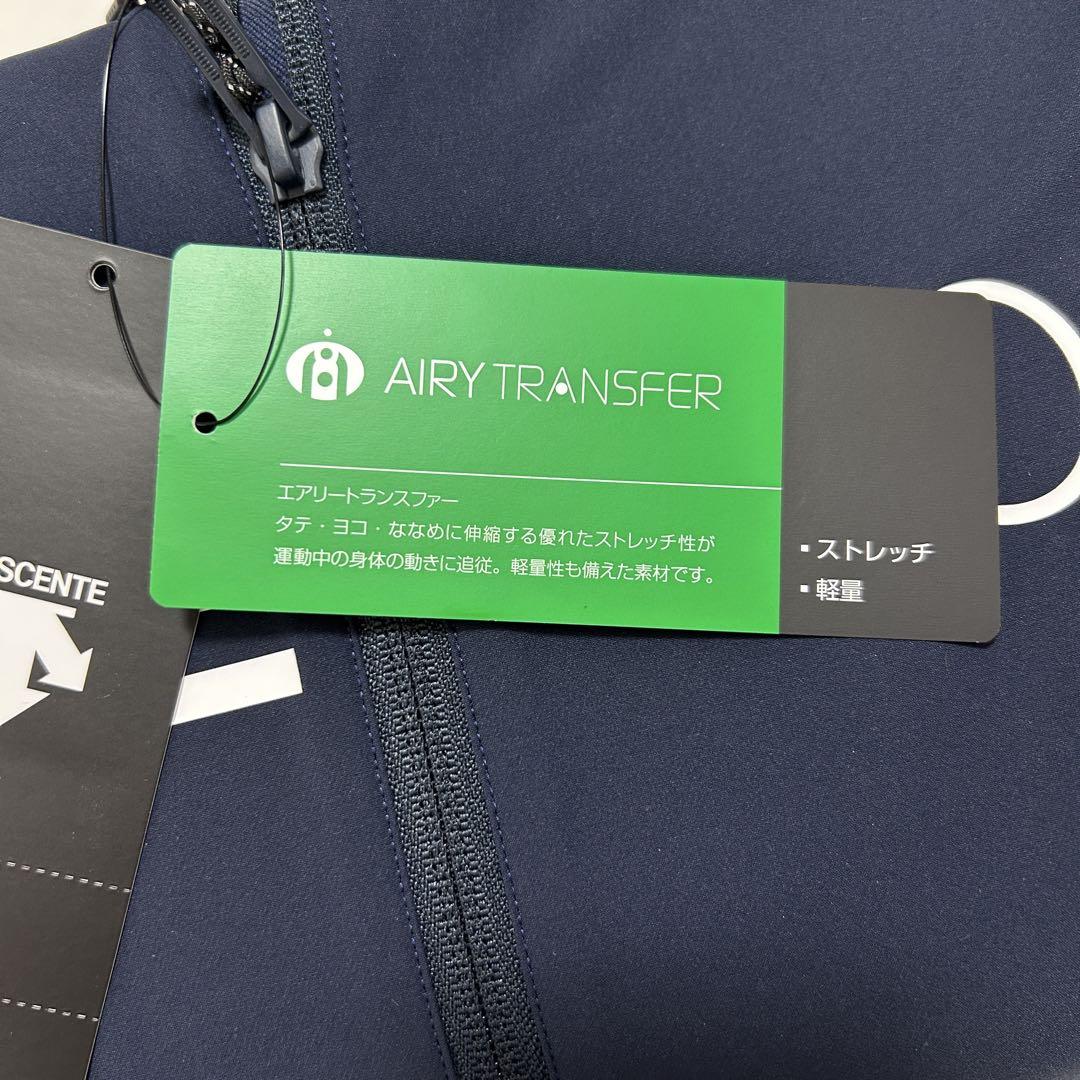 AIRY TRANSFER
エアリートランスファー
タテ・ヨコ・ななめに伸縮する優れたストレッチ性が
運動中の身体の動きに追従。軽量性も備えた素材です。
▪ストレッチ
▪軽量
SCENTE